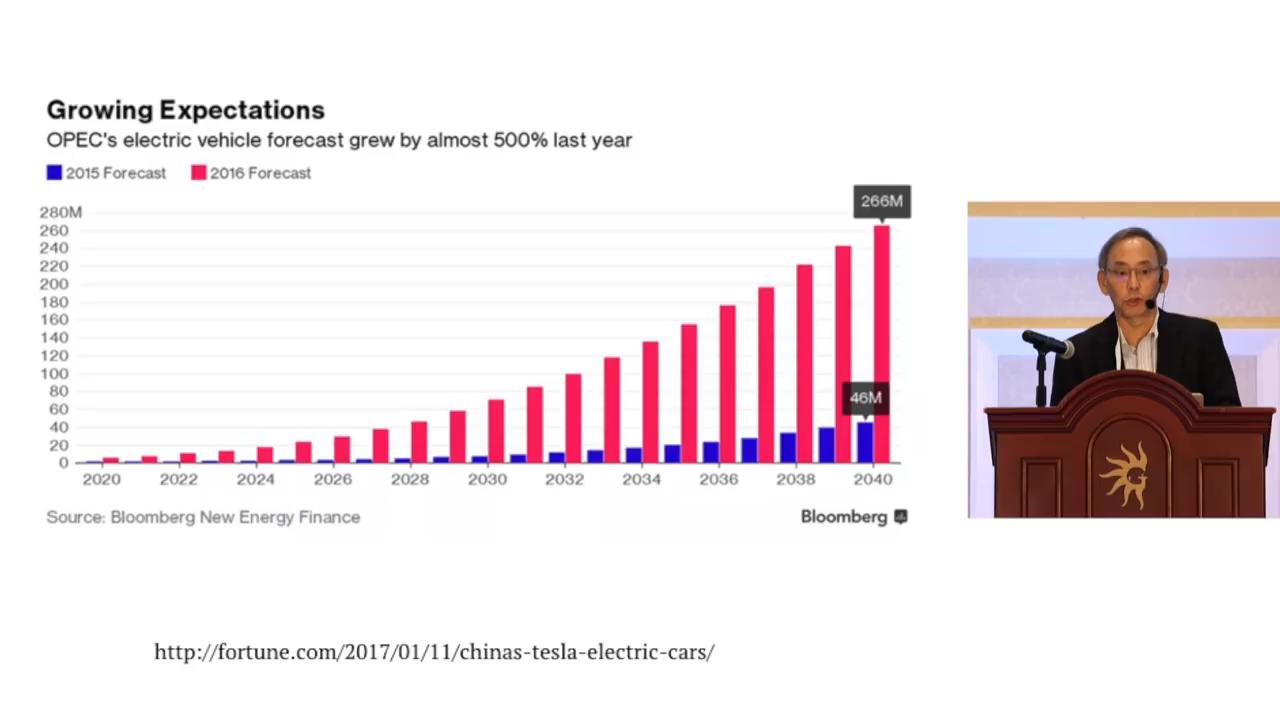 Growing Expectations
OPEC's electric vehicle forecast grew by almost 500% last year
2015 Forecast 2016 Forecast
280M
260
240
220
200
180
160
140
120
100
80
60
40
20
0
266M
46M
2020 2022 2024 2026 2028 2030 2032 2034 2036 2038 2040
Source: Bloomberg New Energy Finance
Bloomberg
http://fortune.com/2017/01/11/chinas-tesla-electric-cars/